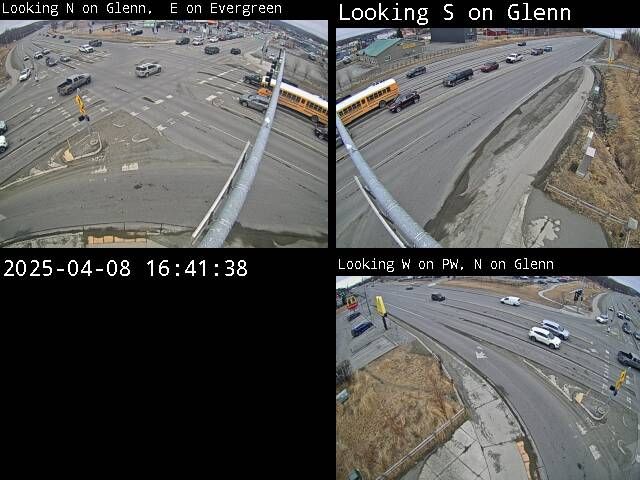 Looking N on Glenn, E on Evergreen
Looking S on Glenn
2025-04-08 16:41:38
Looking W on PW, N on Glenn